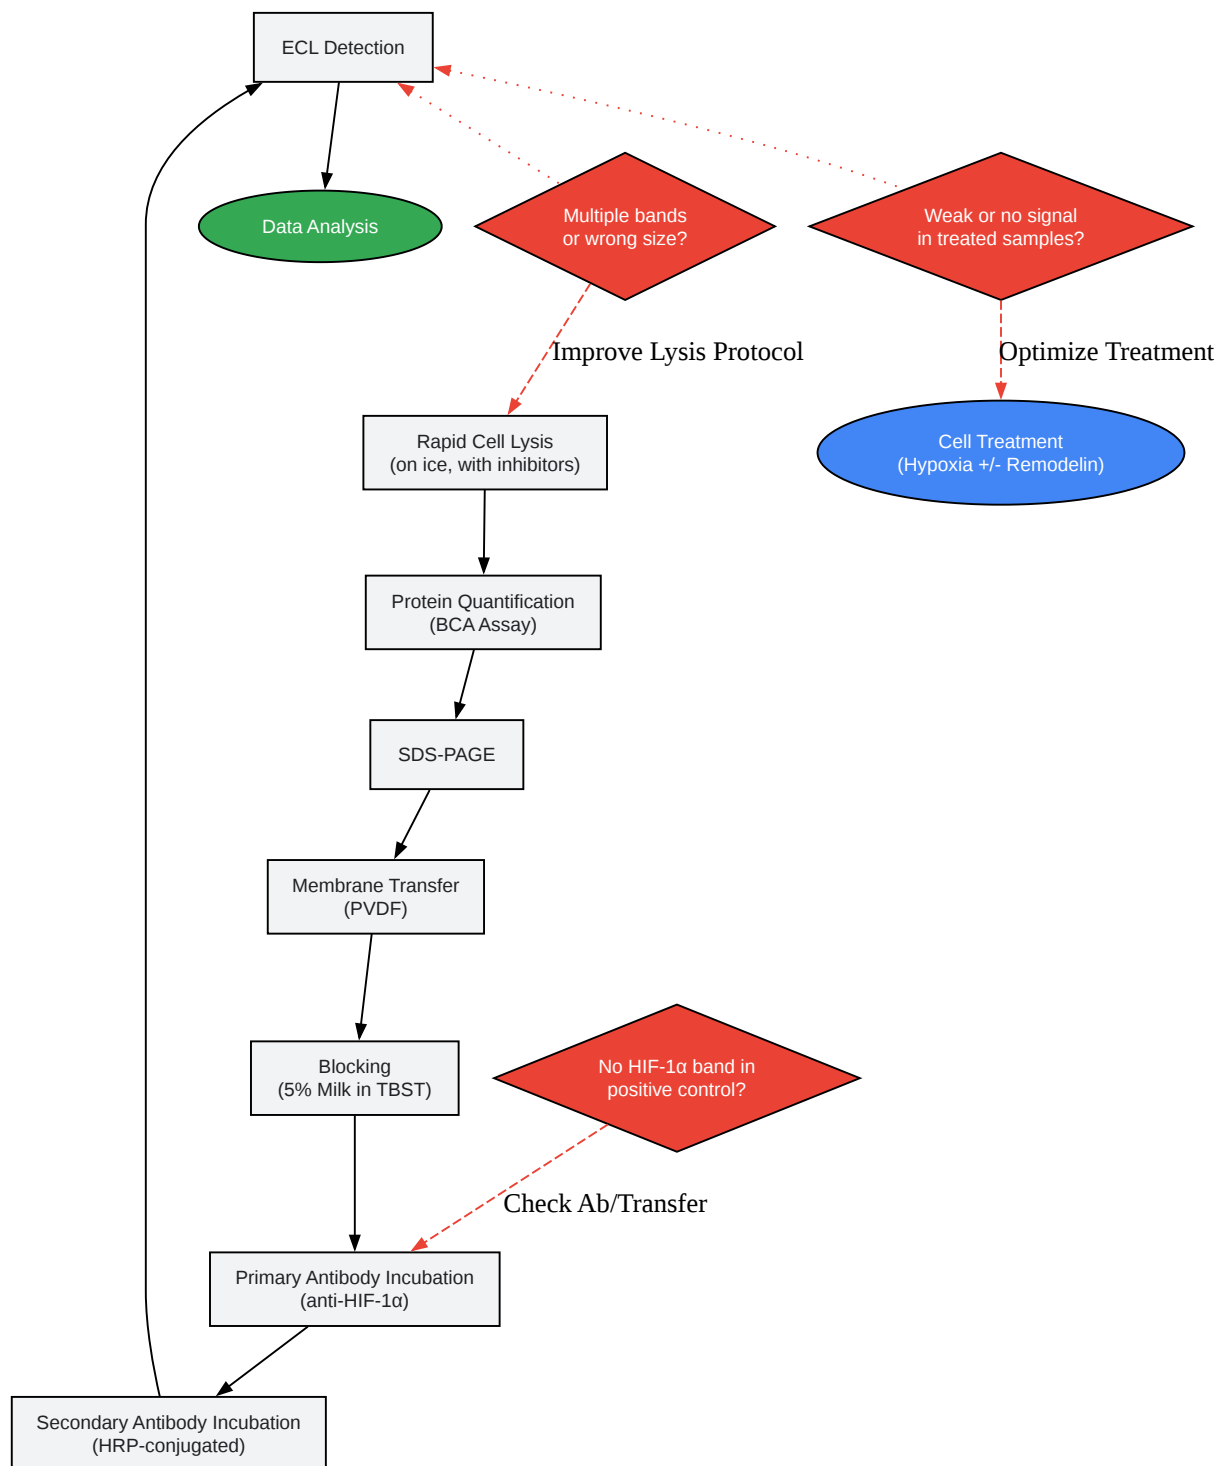 ECL Detection
Data Analysis
Multiple bands
or wrong size?
Weak or no signal
in treated samples?
Improve Lysis Protocol
Optimize Treatment
Rapid Cell Lysis
(on ice, with inhibitors)
Cell Treatment
(Hypoxia +/- Remodelin)
Protein Quantification
(BCA Assay)
SDS-PAGE
Membrane Transfer
(PVDF)
Blocking
(5% Milk in TBST)
No HIF-1α band in
positive control?
Check Ab/Transfer
Primary Antibody Incubation
(anti-HIF-1α)
Secondary Antibody Incubation
(HRP-conjugated)